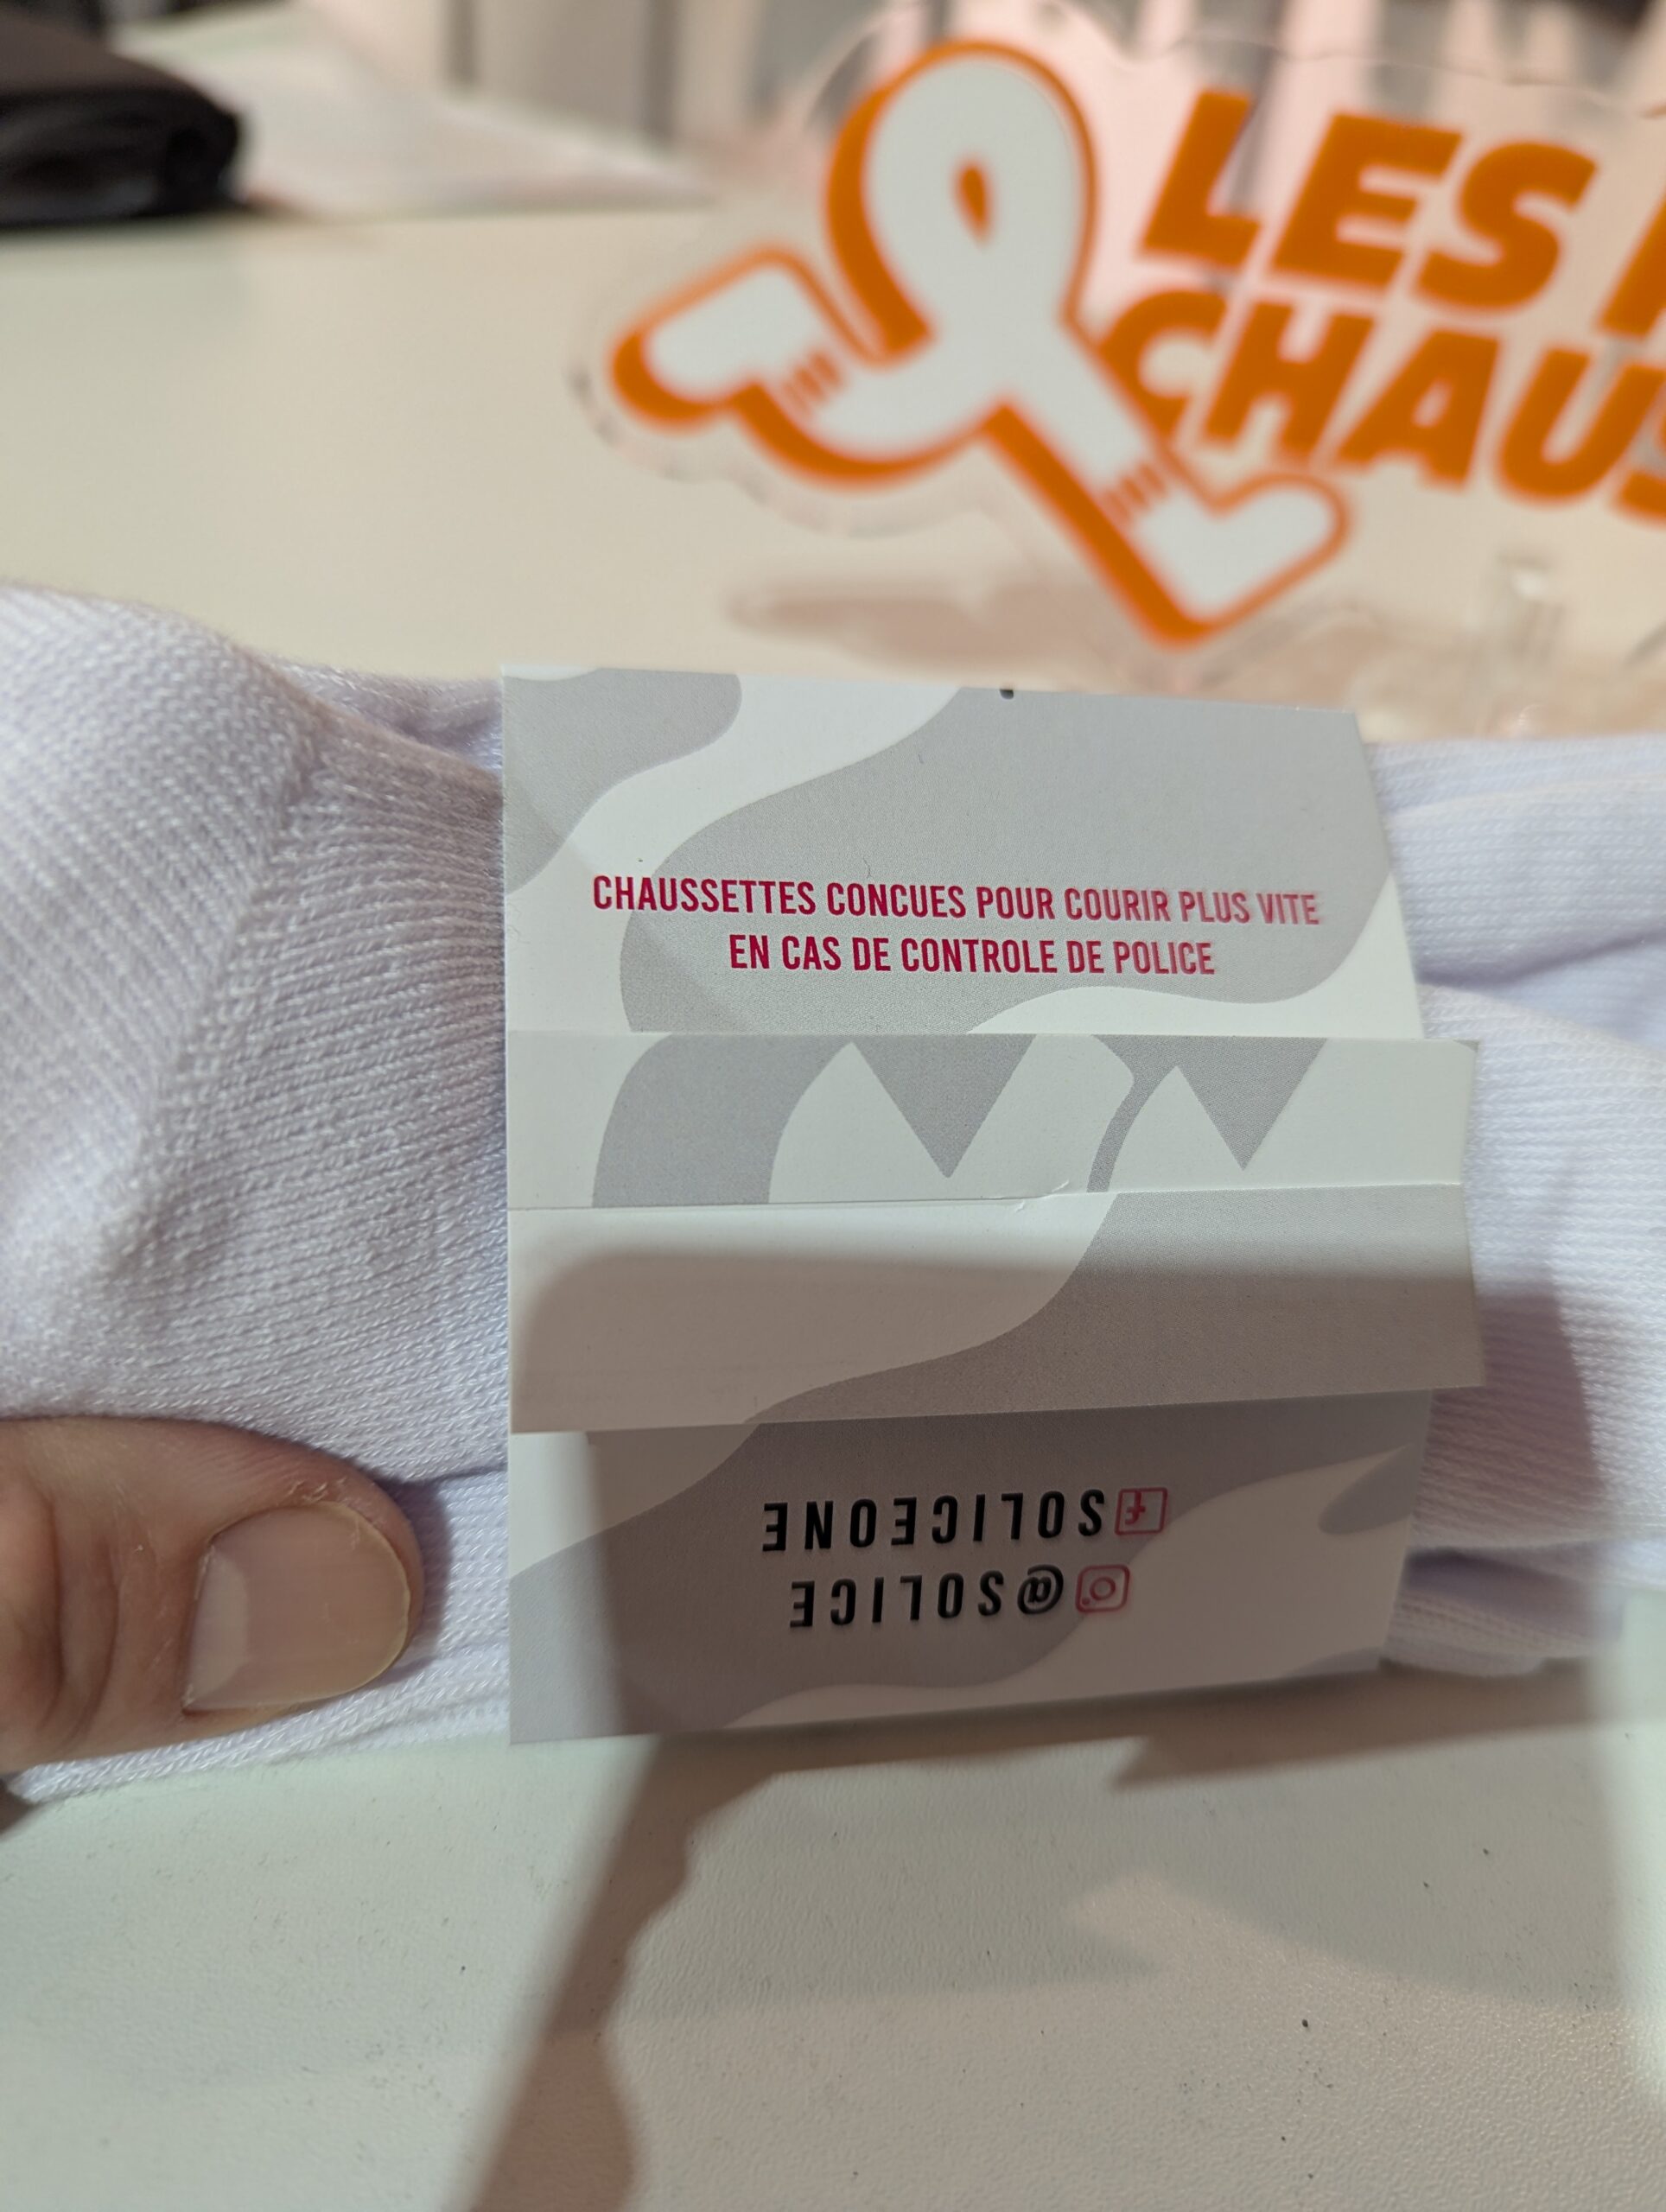 LES
CHAUS
CHAUSSETTES CONCUES POUR COURIR PLUS VITE
EN CAS DE CONTROLE DE POLICE
@SOLICE
SOLICEONE